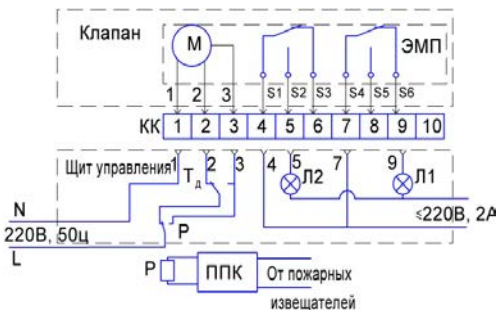 Клапан
М
ЭМП
1 2 3 S1 S2 S3 S4 S5 S6
КК 1 2 3 4 5 6 7 8 9 10
Щит управления 1 2 3 4 5 7 9
Тд Л2 Л1
N
220В, 50ц
Р
≤220В, 2А
L
Р ППК От пожарных
извещателей